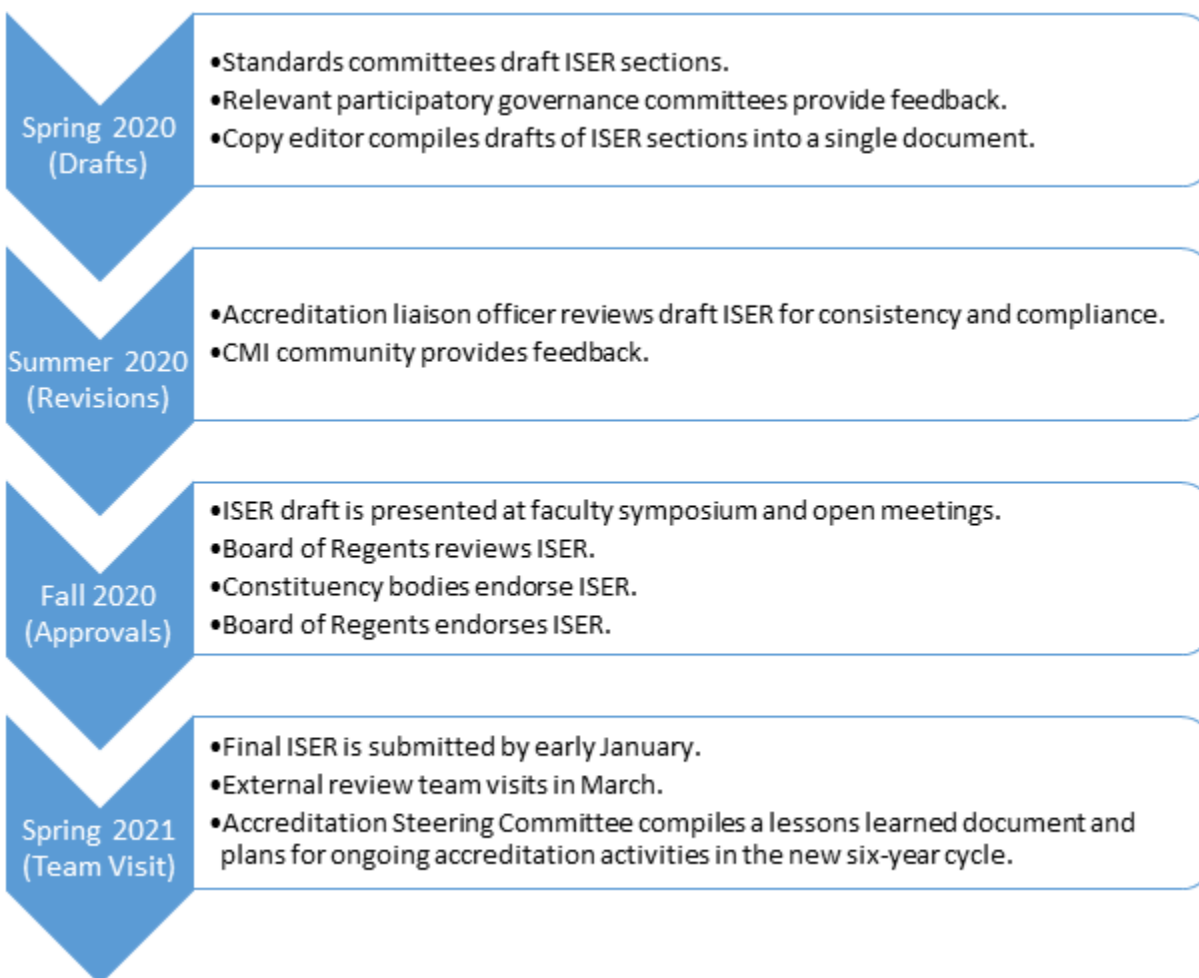 Spring 2020
(Drafts)
•Standards committees draft ISER sections.
•Relevant participatory governance committees provide feedback.
•Copy editor compiles drafts of ISER sections into a single document.
Summer 2020
(Revisions)
•Accreditation liaison officer reviews draft ISER for consistency and compliance.
•CMI community provides feedback.
Fall 2020
(Approvals)
•ISER draft is presented at faculty symposium and open meetings.
•Board of Regents reviews ISER.
•Constituency bodies endorse ISER.
•Board of Regents endorses ISER.
Spring 2021
(Team Visit)
•Final ISER is submitted by early January.
•External review team visits in March.
•Accreditation Steering Committee compiles a lessons learned document and
plans for ongoing accreditation activities in the new six-year cycle.